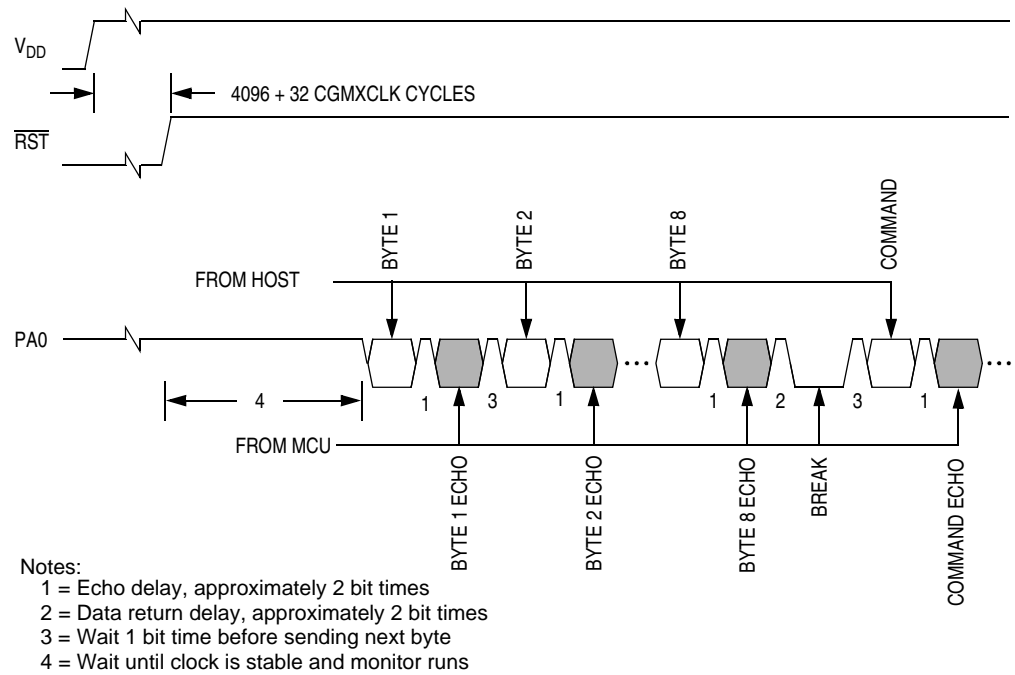 VDD
4096 + 32 CGMXCLK CYCLES
RST
BYTE 1
BYTE 2
BYTE 8
COMMAND
FROM HOST
PA0
4
1
3
1
1
2
3
1
FROM MCU
BYTE 1 ECHO
BYTE 2 ECHO
BYTE 8 ECHO
BREAK
COMMAND ECHO
Notes:
1 = Echo delay, approximately 2 bit times
2 = Data return delay, approximately 2 bit times
3 = Wait 1 bit time before sending next byte
4 = Wait until clock is stable and monitor runs